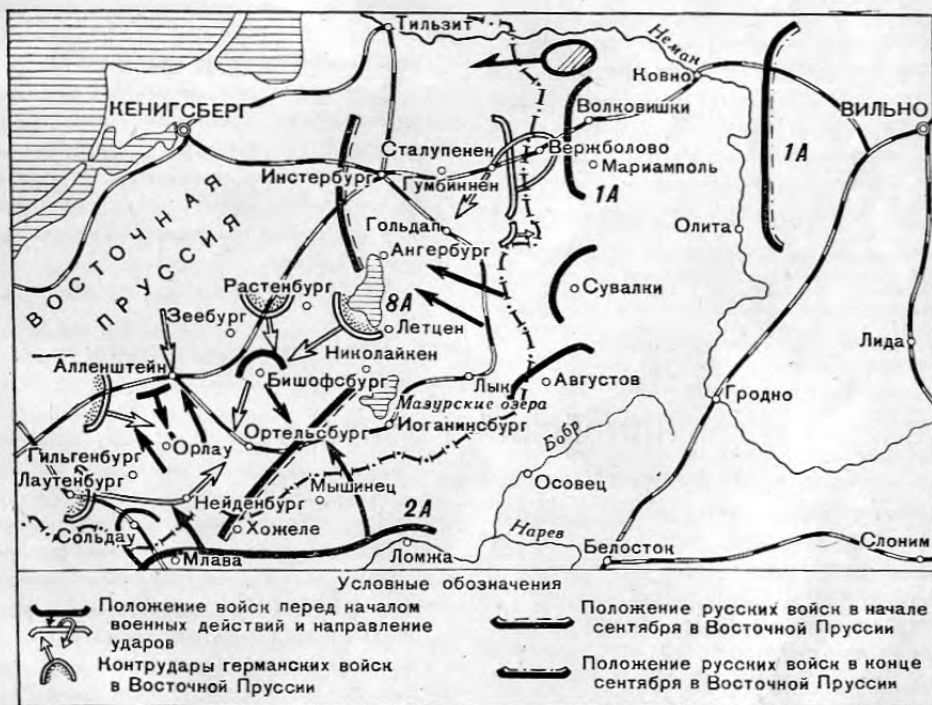 Тильзит
Неман
Ковно
КЕНИГСБЕРГ
Волковишки
ВИЛЬНО
Сталупенен
Вержболово
1А
Инстербург
Гумбиннен
Мариамполь
1А
ВОСТОЧНАЯ
ПРУССИЯ
Гольдап
Олита
Ангербург
Растенбург
8А
Сувалки
Зеебург
Летцен
Николайкен
Лида
Алленштейн
Бишофсбург
Лык
Августов
Мазурские озера
Гродно
Ортельсбург
Иоганинсбург
Орлау
Бобр
Гильгенбург
Лаутенбург
Мышинец
Осовец
Нейденбург
2А
Хожеле
Нарев
Сольдау
Млава
Ломжа
Белосток
Слоним
Условные обозначения
Положение войск перед началом
военных действий и направление
ударов
Контрудары германских войск
в Восточной Пруссии
Положение русских войск в начале
сентября в Восточной Пруссии
Положение русских войск в конце
сентября в Восточной Пруссии